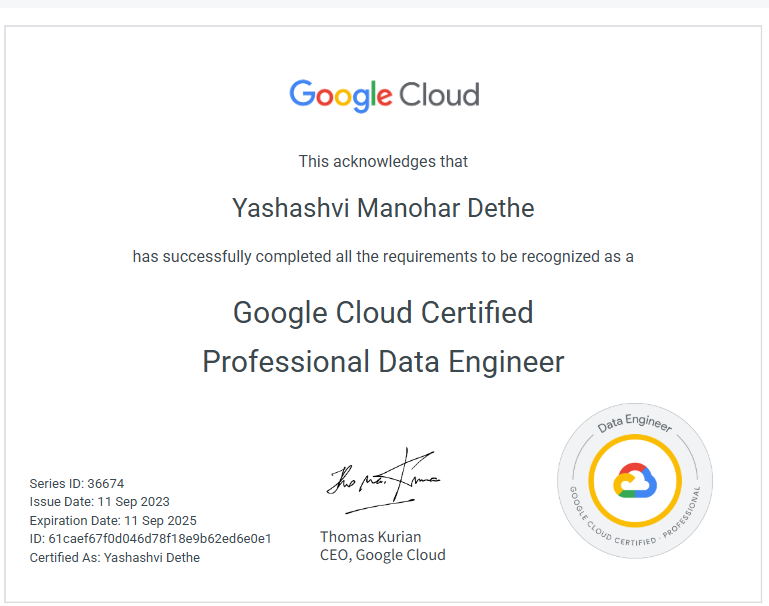 Google Cloud
This acknowledges that
Yashashvi Manohar Dethe
has successfully completed all the requirements to be recognized as a
Google Cloud Certified
Professional Data Engineer
Data Engineer
GOOGLE CLOUD CERTIFIED · PROFESSIONAL
Series ID: 36674
Issue Date: 11 Sep 2023
Expiration Date: 11 Sep 2025
ID: 61caef67f0d046d78f18e9b62ed6e0e1
Certified As: Yashashvi Dethe
Thomas Kurian
CEO, Google Cloud